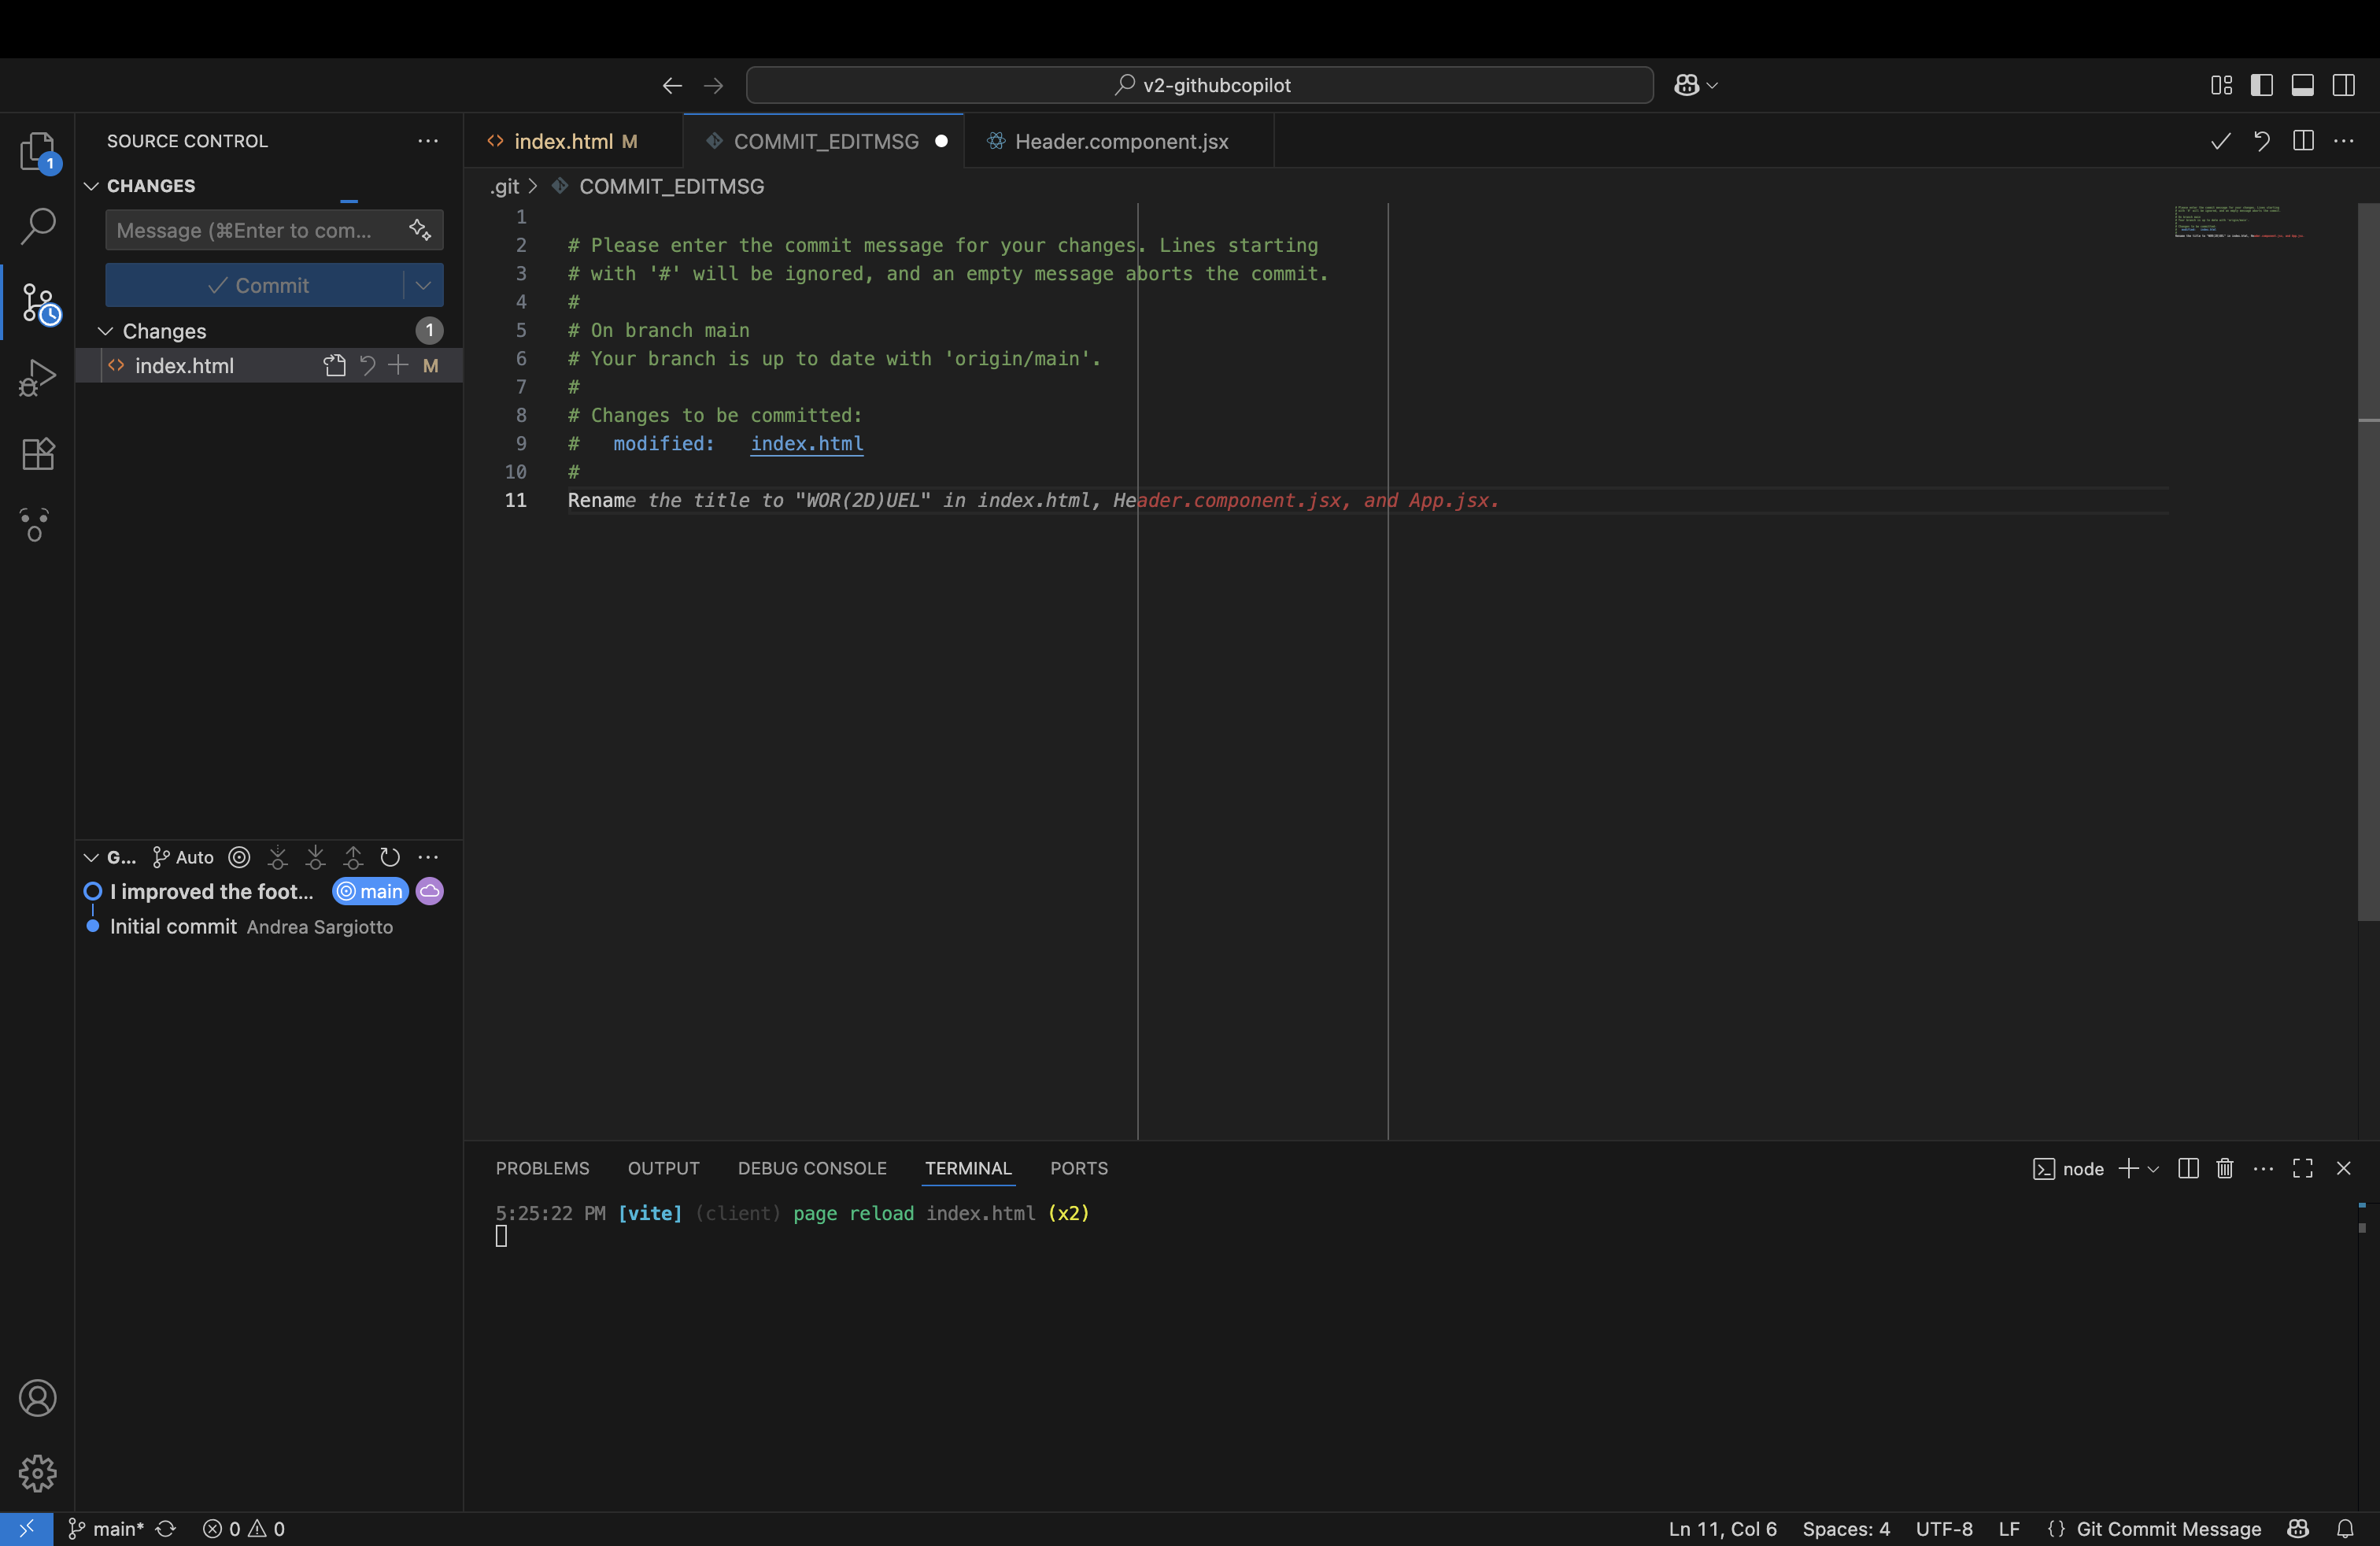 v2-githubcopilot
SOURCE CONTROL
index.html M
COMMIT_EDITMSG
Header.component.jsx
1
CHANGES
.git
COMMIT_EDITMSG
Message (⌘Enter to com...
Commit
Changes 1
index.html M
1
2 # Please enter the commit message for your changes. Lines starting
3 # with '#' will be ignored, and an empty message aborts the commit.
4 #
5 # On branch main
6 # Your branch is up to date with 'origin/main'.
7 #
8 # Changes to be committed:
9 # modified: index.html
10 #
11 Rename the title to "WOR(2D)UEL" in index.html, Header.component.jsx, and App.jsx.
G... Auto
I improved the foot... main
Initial commit Andrea Sargiotto
PROBLEMS OUTPUT DEBUG CONSOLE TERMINAL PORTS
node
5:25:22 PM [vite] (client) page reload index.html (x2)
main* 0 0
Ln 11, Col 6 Spaces: 4 UTF-8 LF {} Git Commit Message